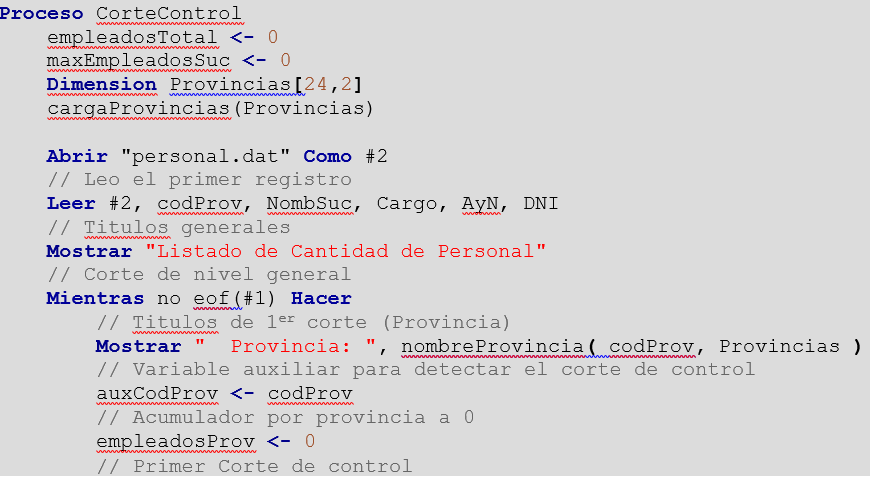 Proceso CorteControl
empleadosTotal <- 0
maxEmpleadosSuc <- 0
Dimension Provincias[24,2]
cargaProvincias(Provincias)
Abrir "personal.dat" Como #2
// Leo el primer registro
Leer #2, codProv, NombSuc, Cargo, AyN, DNI
// Titulos generales
Mostrar "Listado de Cantidad de Personal"
// Corte de nivel general
Mientras no eof(#1) Hacer
// Titulos de 1er corte (Provincia)
Mostrar "  Provincia: ", nombreProvincia( codProv, Provincias )
// Variable auxiliar para detectar el corte de control
auxCodProv <- codProv
// Acumulador por provincia a 0
empleadosProv <- 0
// Primer Corte de control